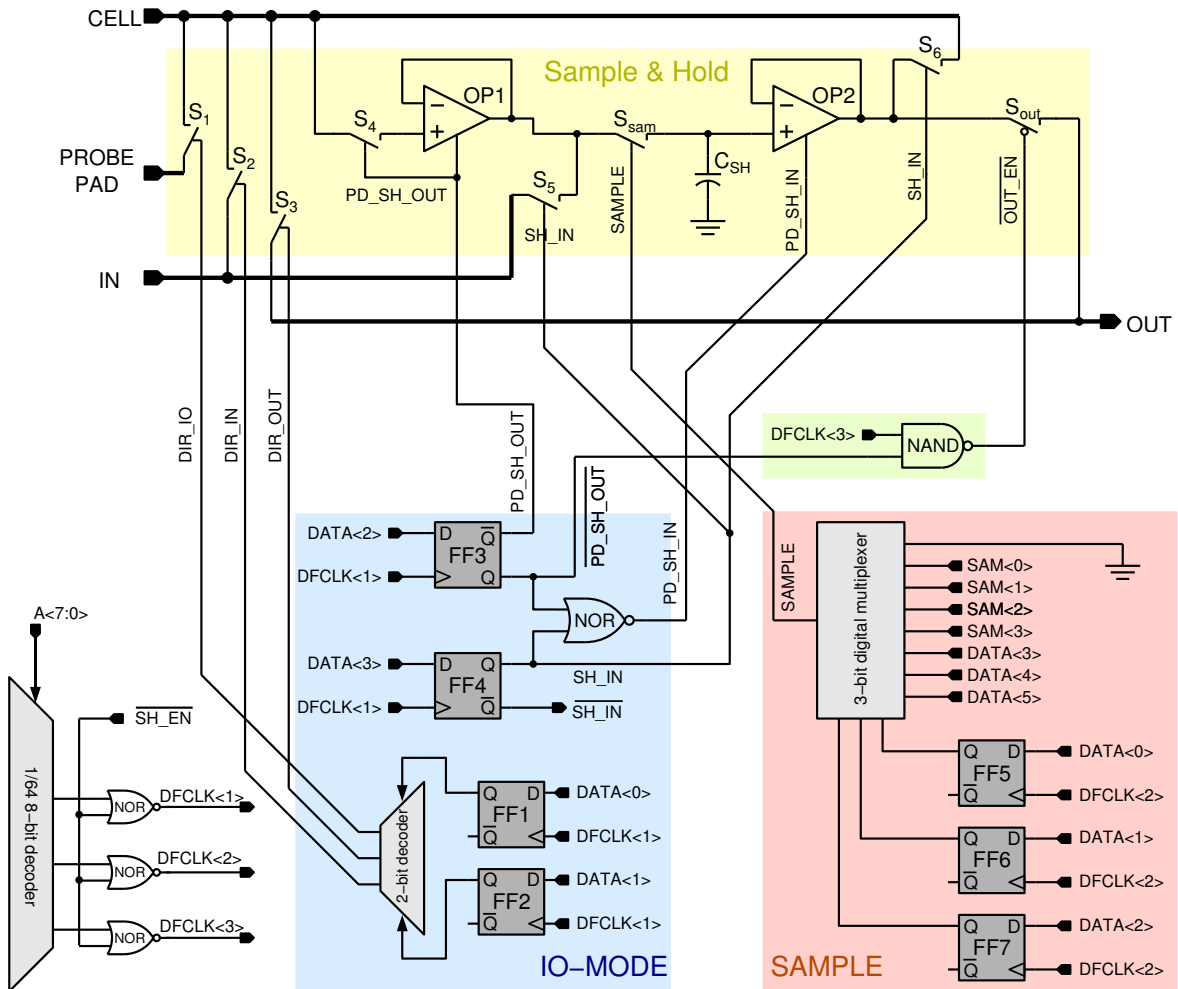 CELL
Sample & Hold
S6
S1
OP1
OP2
S4
Ssam
Sout
PROBE
PAD
S2
CSH
S5
PD_SH_OUT
S3
SAMPLE
PD_SH_IN
SH_IN
OUT_EN
SH_IN
IN
OUT
DIR_IO
DIR_IN
DIR_OUT
PD_SH_OUT
PD_SH_OUT
PD_SH_IN
DFCLK<3>
NAND
DATA<2>
D
Q
FF3
DFCLK<1>
Q
NOR
SAMPLE
3-bit digital multiplexer
SAM<0>
SAM<1>
SAM<2>
SAM<3>
DATA<3>
DATA<4>
DATA<5>
A<7:0>
DATA<3>
D
Q
FF4
DFCLK<1>
Q
SH_IN
SH_IN
SH_EN
1/64 8-bit decoder
NOR
DFCLK<1>
NOR
DFCLK<2>
NOR
DFCLK<3>
2-bit decoder
Q
D
DATA<0>
FF1
Q
DFCLK<1>
Q
D
DATA<1>
FF2
Q
DFCLK<1>
Q
D
DATA<0>
FF5
Q
DFCLK<2>
Q
D
DATA<1>
FF6
Q
DFCLK<2>
Q
D
DATA<2>
FF7
Q
DFCLK<2>
IO-MODE
SAMPLE